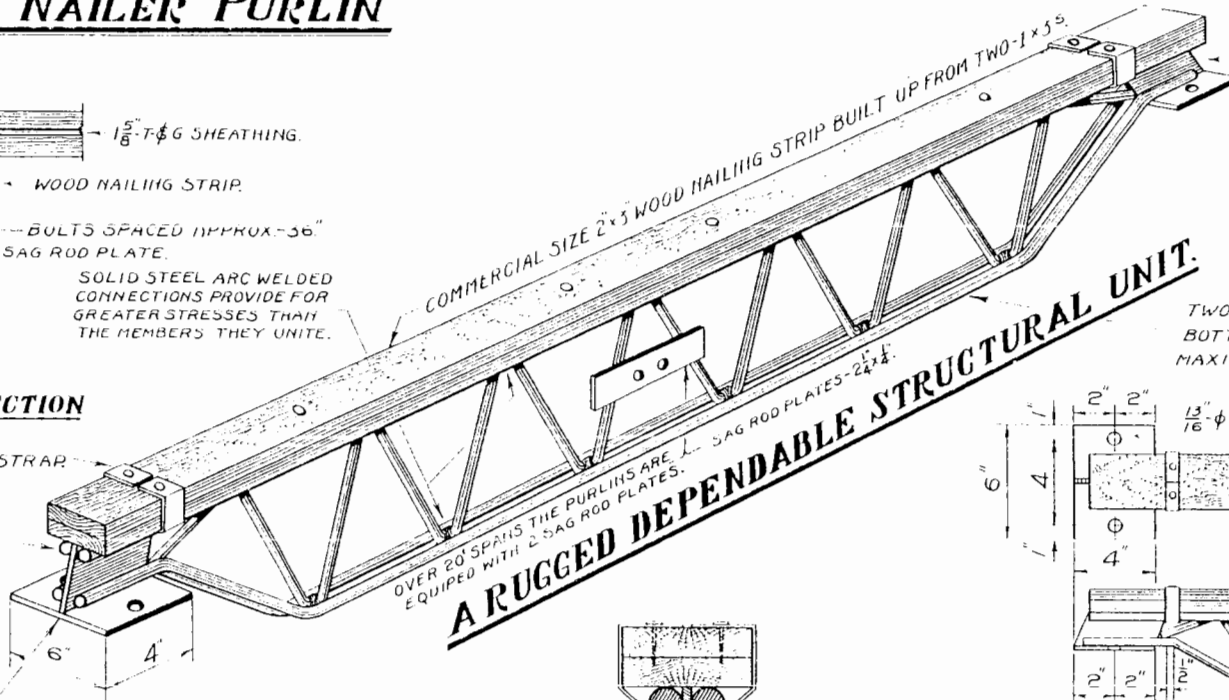 NAILER PURLIN
1 5/8"-T&G SHEATHING.
WOOD NAILING STRIP.
BOLTS SPACED APPROX.-36"
SAG ROD PLATE.
SOLID STEEL ARC WELDED
CONNECTIONS PROVIDE FOR
GREATER STRESSES THAN
THE MEMBERS THEY UNITE.
COMMERCIAL SIZE 2"x3" WOOD NAILING STRIP BUILT UP FROM TWO-1x3s.
CTION
STRAP
OVER 20' SPANS THE PURLINS ARE
EQUIPED WITH 2 SAG ROD PLATES.
SAG ROD PLATES-2 1/4"x 1/4".
A RUGGED DEPENDABLE STRUCTURAL UNIT.
TWO
BOTT
MAXI
2" 2"
13/16"-ϕ
1"
6"
4"
1"
4"
6"
4"
2" 2" 1/2"